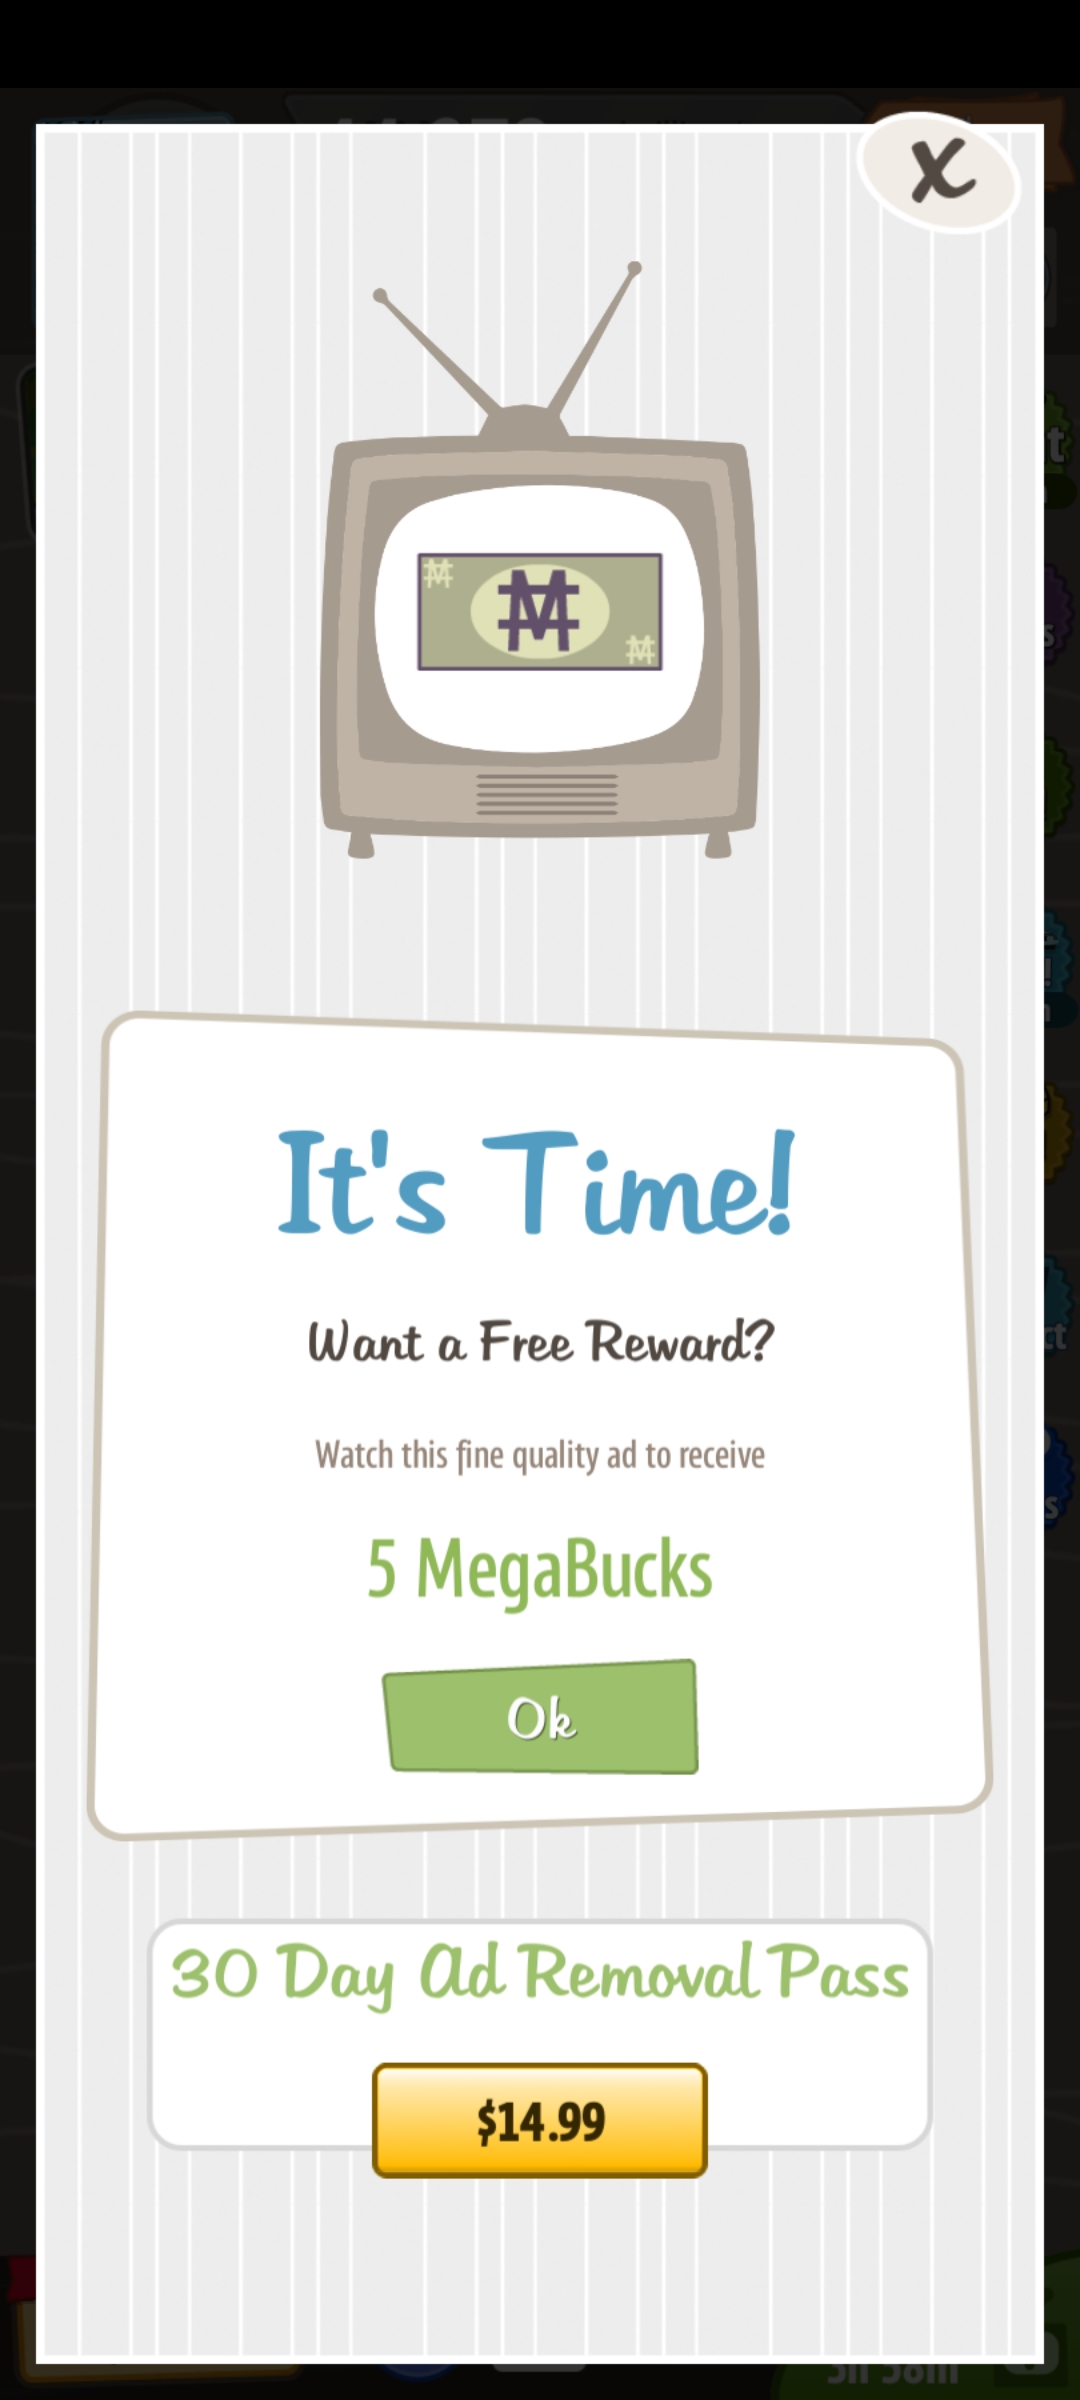 X
It's Time!
Want a Free Reward?
Watch this fine quality ad to receive
5 MegaBucks
Ok
30 Day Ad Removal Pass
$14.99